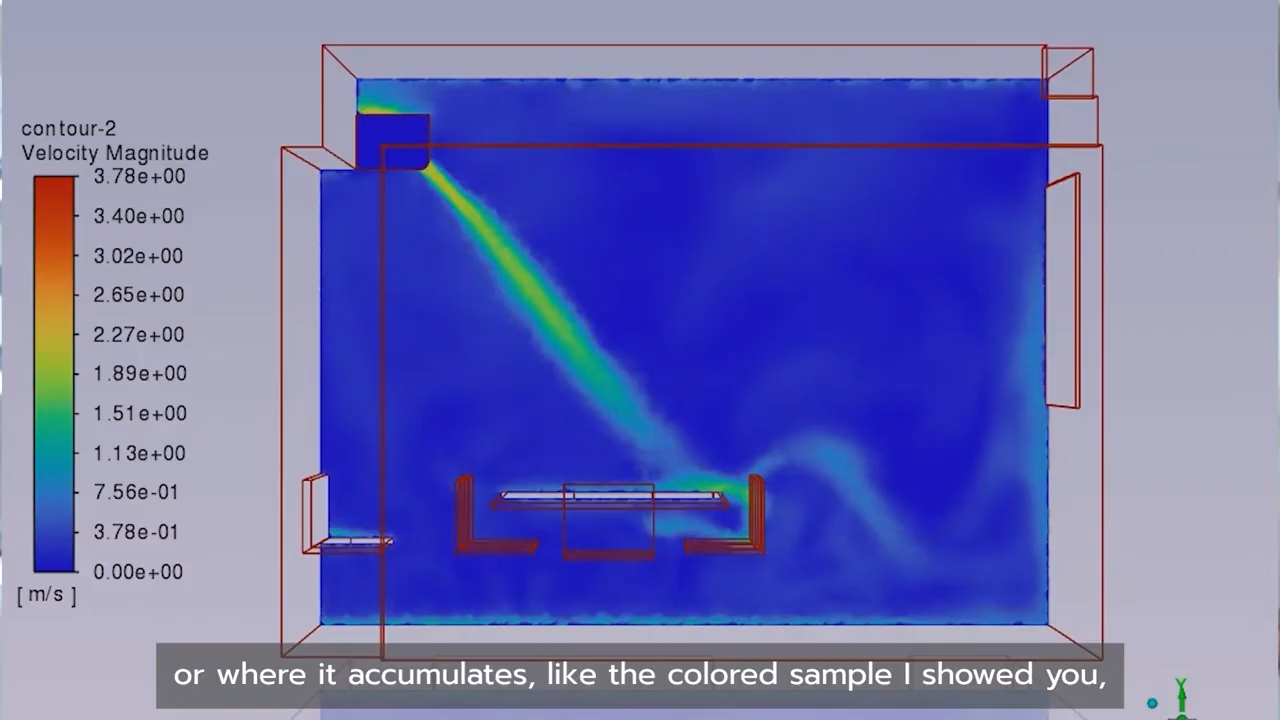 contour-2
Velocity Magnitude
3.78e+00
3.40e+00
3.02e+00
2.65e+00
2.27e+00
1.89e+00
1.51e+00
1.13e+00
7.56e-01
3.78e-01
0.00e+00
[ m/s ]
or where it accumulates, like the colored sample I showed you,
Y